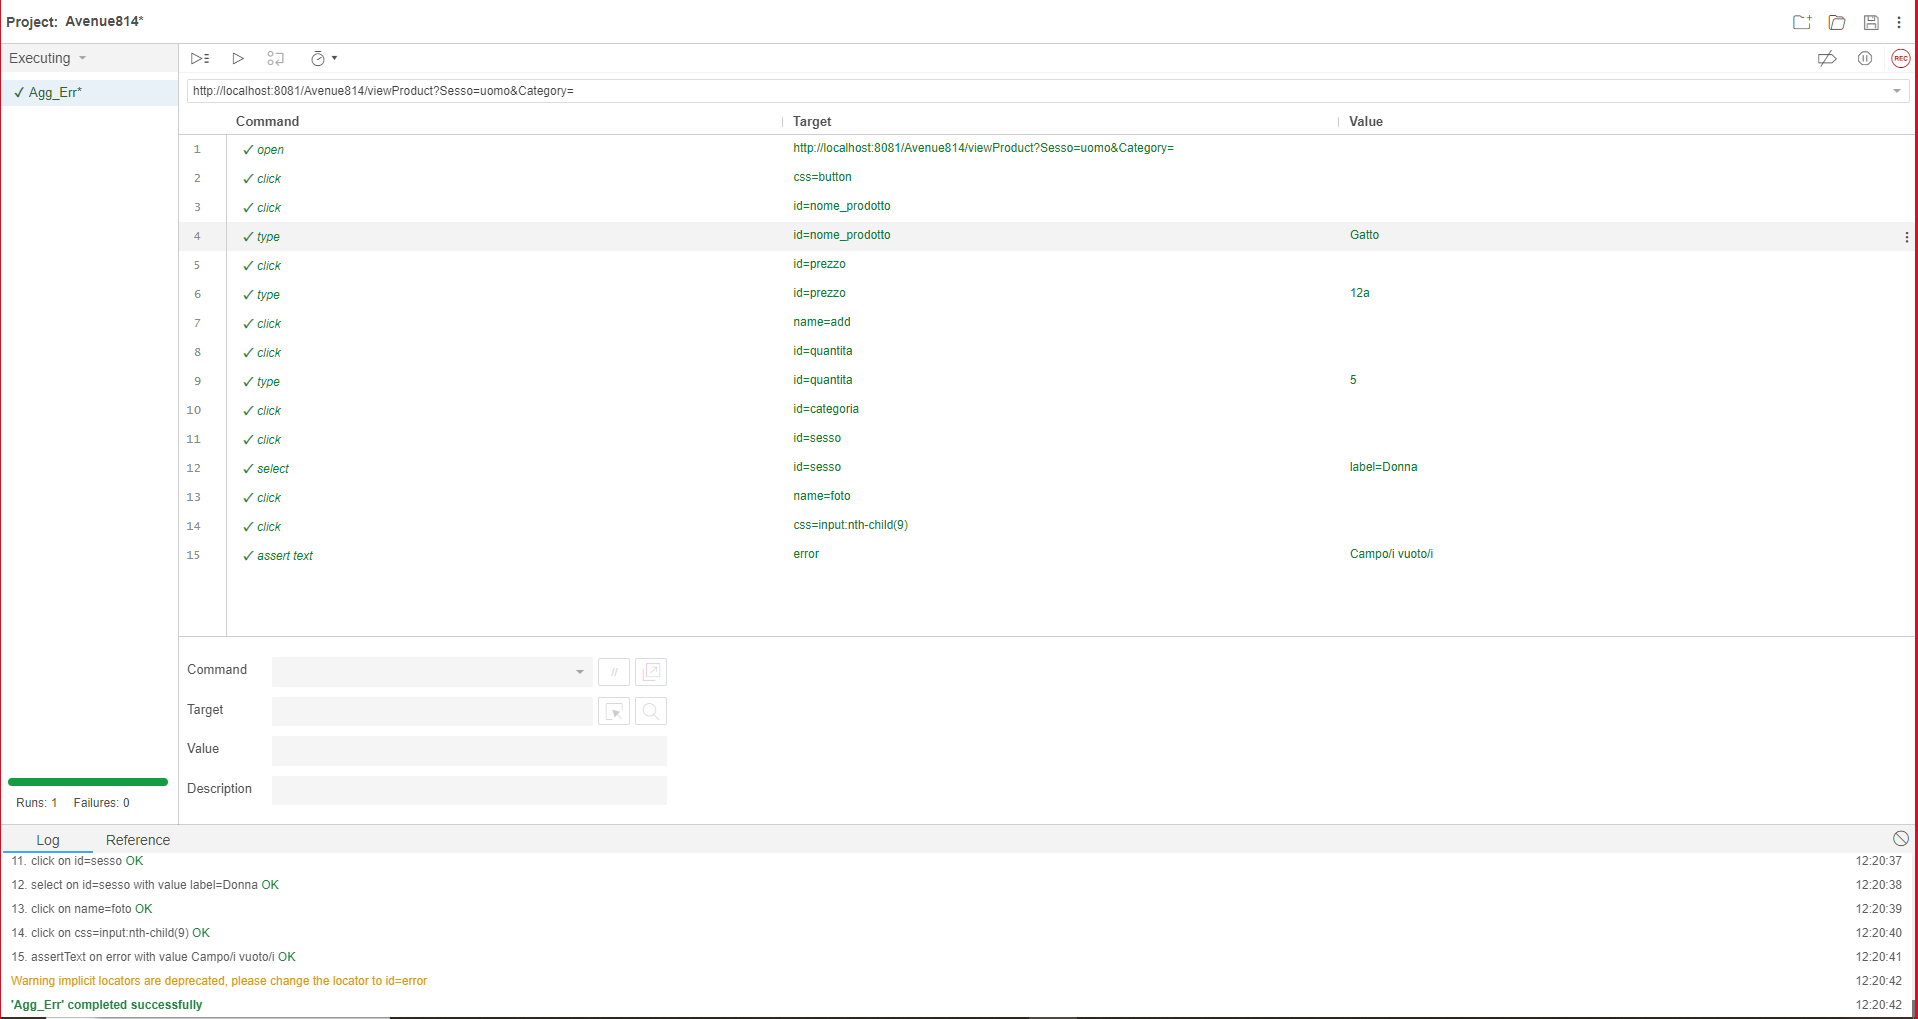 Project: Avenue814*
Executing
REC
✓ Agg_Err*
http://localhost:8081/Avenue814/viewProduct?Sesso=uomo&Category=
Command Target Value
1 ✓ open http://localhost:8081/Avenue814/viewProduct?Sesso=uomo&Category=
2 ✓ click css=button
3 ✓ click id=nome_prodotto
4 ✓ type id=nome_prodotto Gatto
5 ✓ click id=prezzo
6 ✓ type id=prezzo 12a
7 ✓ click name=add
8 ✓ click id=quantita
9 ✓ type id=quantita 5
10 ✓ click id=categoria
11 ✓ click id=sesso
12 ✓ select id=sesso label=Donna
13 ✓ click name=foto
14 ✓ click css=input:nth-child(9)
15 ✓ assert text error Campo/i vuoto/i
Command //
Target
Value
Description
Runs: 1 Failures: 0
Log Reference
11. click on id=sesso OK 12:20:37
12. select on id=sesso with value label=Donna OK 12:20:38
13. click on name=foto OK 12:20:39
14. click on css=input:nth-child(9) OK 12:20:40
15. assertText on error with value Campo/i vuoto/i OK 12:20:41
Warning implicit locators are deprecated, please change the locator to id=error 12:20:42
'Agg_Err' completed successfully 12:20:42